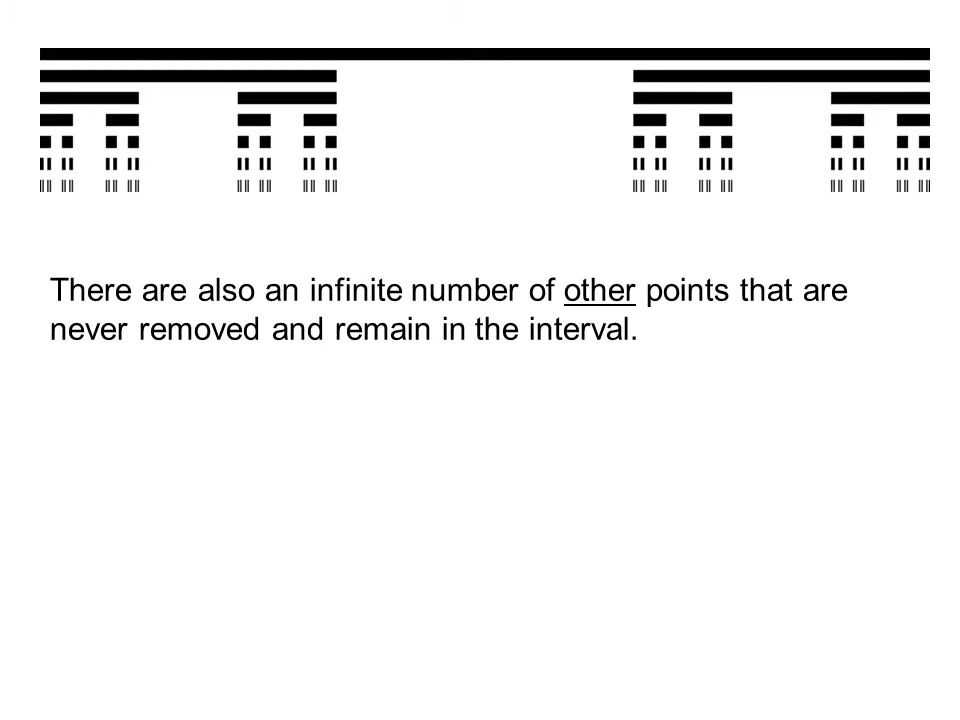 There are also an infinite number of other points that are
never removed and remain in the interval.